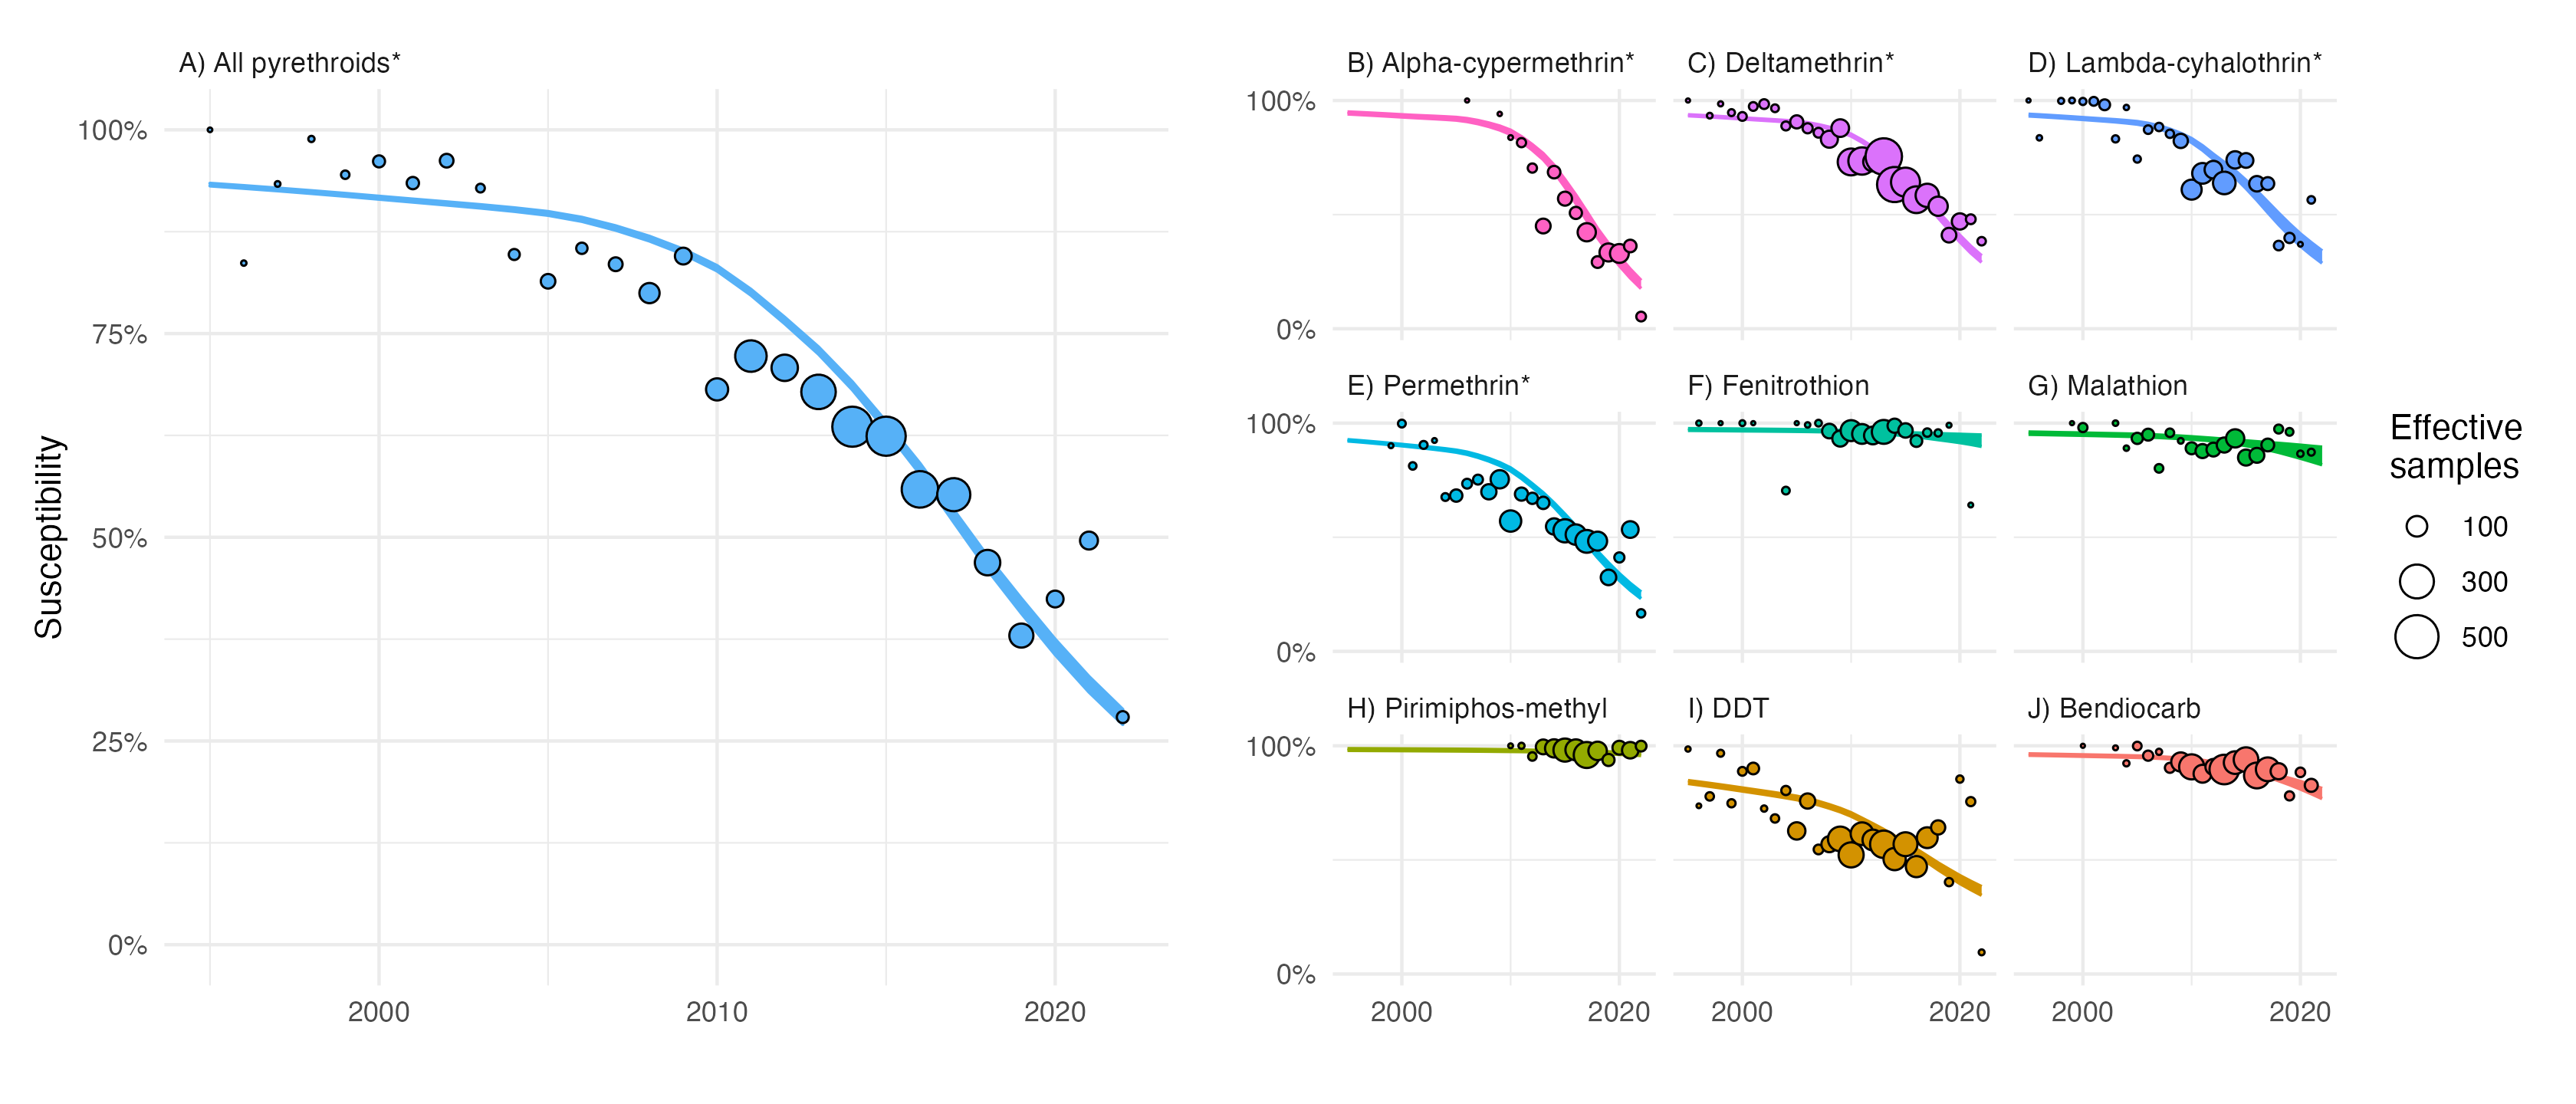 A) All pyrethroids*
Susceptibility
100%
75%
50%
25%
0%
2000
2010
2020
B) Alpha-cypermethrin*
C) Deltamethrin*
D) Lambda-cyhalothrin*
100%
0%
E) Permethrin*
F) Fenitrothion
G) Malathion
100%
0%
H) Pirimiphos-methyl
I) DDT
J) Bendiocarb
100%
0%
2000
2020
2000
2020
2000
2020
Effective
samples
100
300
500